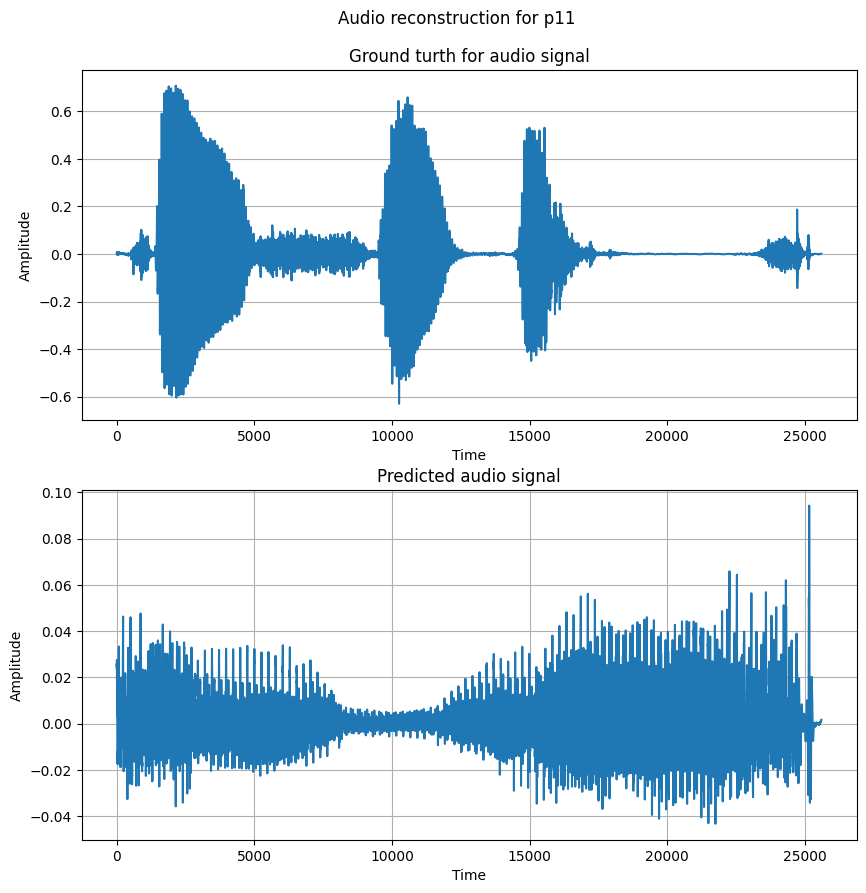 Audio reconstruction for p11
Ground turth for audio signal
0.6
0.4
0.2
0.0
−0.2
−0.4
−0.6
Amplitude
0 5000 10000 15000 20000 25000
Time
Predicted audio signal
0.10
0.08
0.06
0.04
0.02
0.00
−0.02
−0.04
Amplitude
0 5000 10000 15000 20000 25000
Time